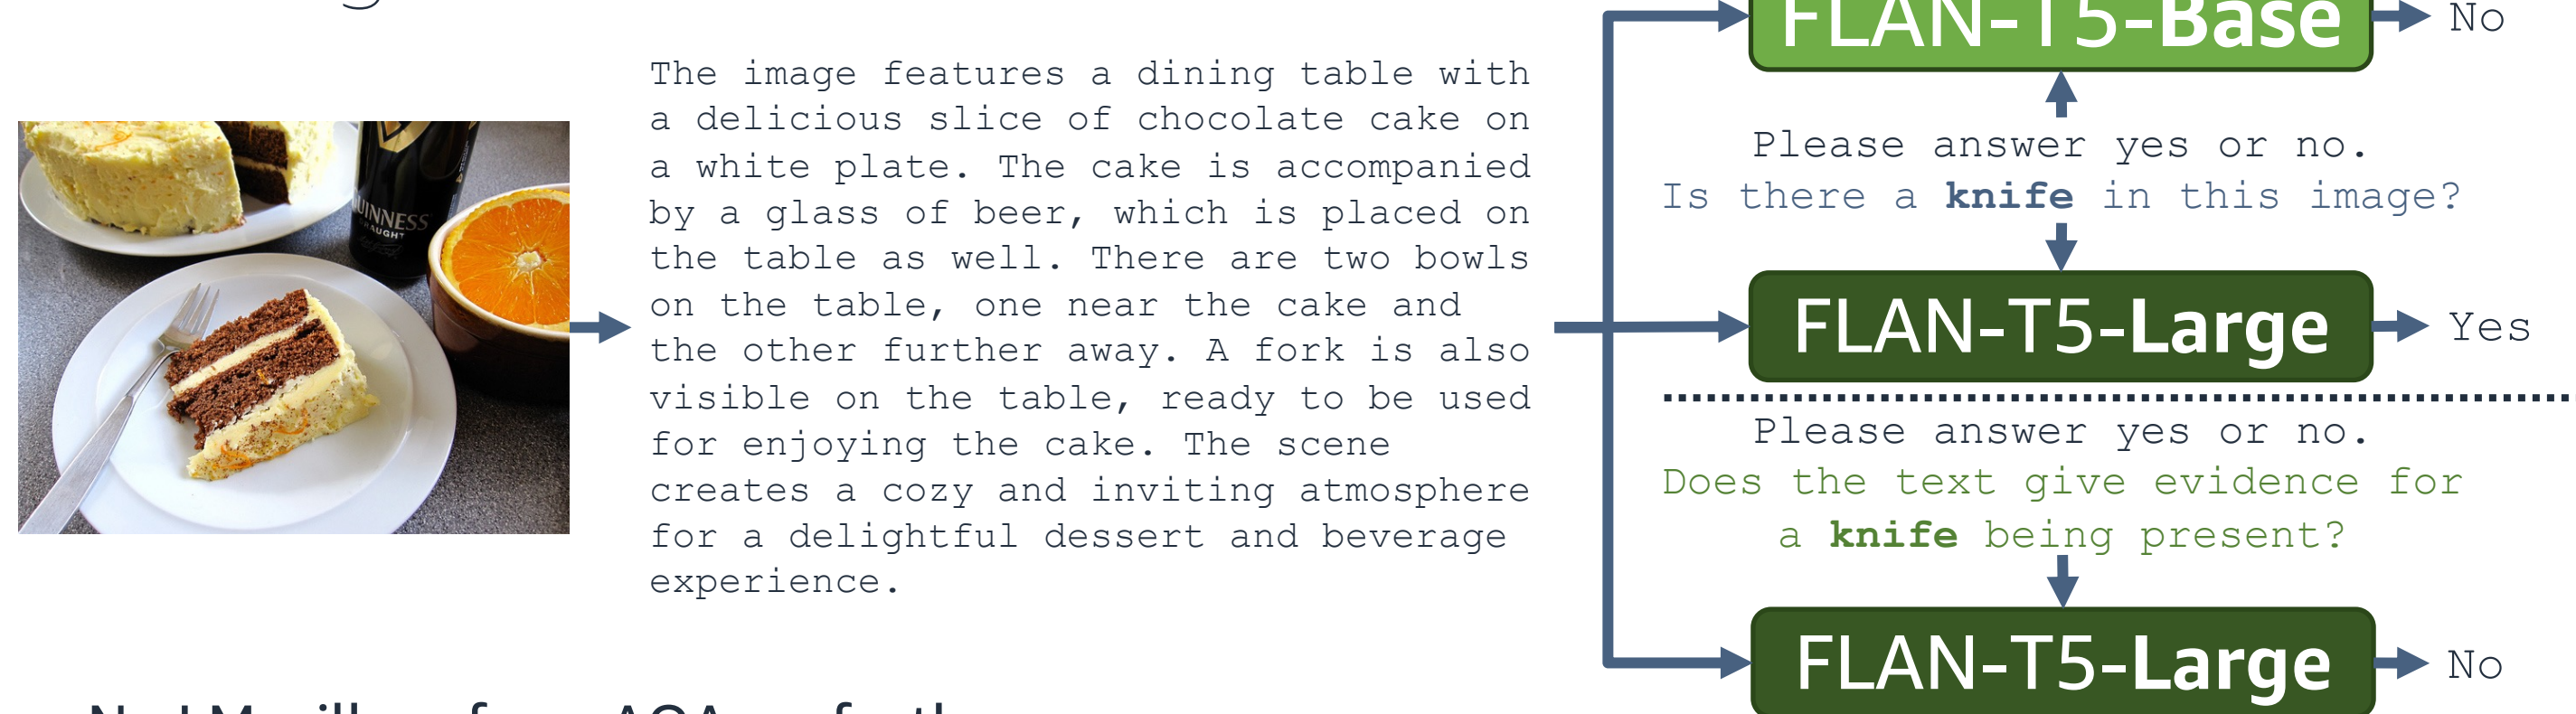 The image features a dining table with
a delicious slice of chocolate cake on
a white plate. The cake is accompanied
by a glass of beer, which is placed on
the table as well. There are two bowls
on the table, one near the cake and
the other further away. A fork is also
visible on the table, ready to be used
for enjoying the cake. The scene
creates a cozy and inviting atmosphere
for a delightful dessert and beverage
experience.
UINNESS
RAUGHT
FLAN-T5-Base
No
Please answer yes or no.
Is there a knife in this image?
FLAN-T5-Large
Yes
Please answer yes or no.
Does the text give evidence for
a knife being present?
FLAN-T5-Large
No